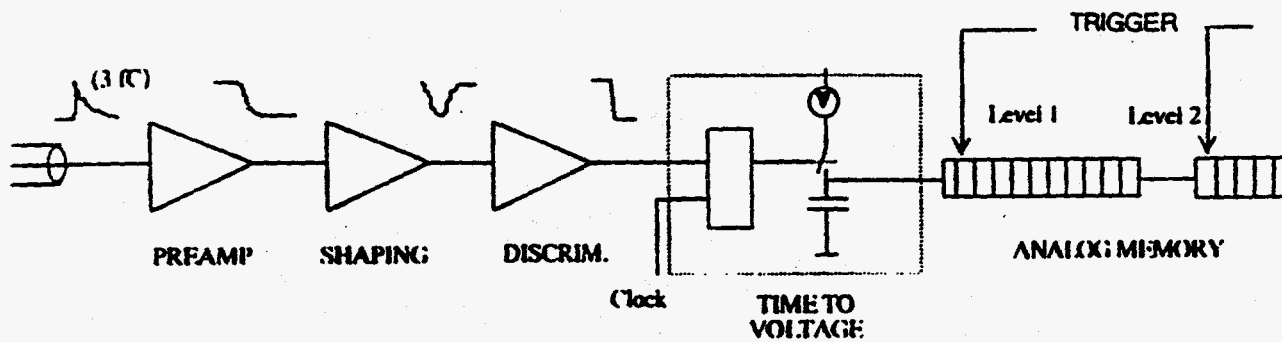 TRIGGER
(3 fC)
Level 1
Level 2
PREAMP
SHAPING
DISCRIM.
ANALOG MEMORY
Clock
TIME TO
VOLTAGE